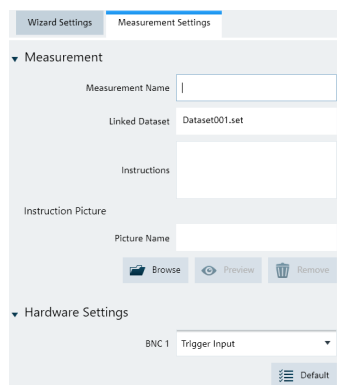 Wizard Settings Measurement Settings
Measurement
Measurement Name
Linked Dataset Dataset001.set
Instructions
Instruction Picture
Picture Name
Browse Preview Remove
Hardware Settings
BNC 1 Trigger Input
Default